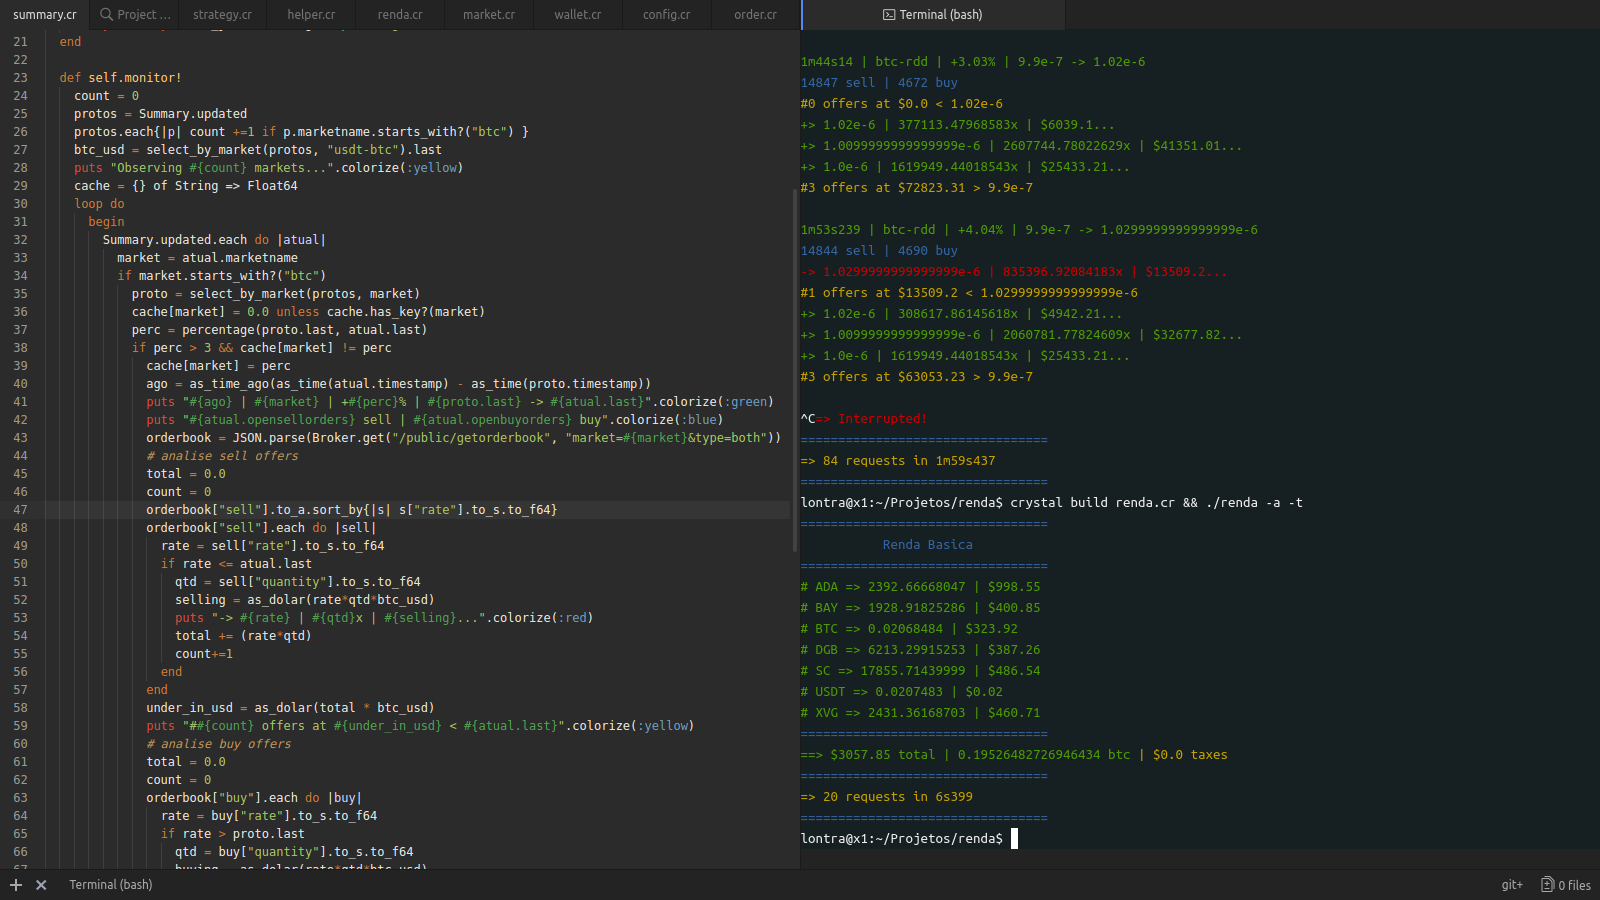 summary.cr
Project ...
strategy.cr
helper.cr
renda.cr
market.cr
wallet.cr
config.cr
order.cr
Terminal (bash)
21 end
22
23 def self.monitor!
24 count = 0
25 protos = Summary.updated
26 protos.each{|p| count +=1 if p.marketname.starts_with?("btc") }
27 btc_usd = select_by_market(protos, "usdt-btc").last
28 puts "Observing #{count} markets...".colorize(:yellow)
29 cache = {} of String => Float64
30 loop do
31 begin
32 Summary.updated.each do |atual|
33 market = atual.marketname
34 if market.starts_with?("btc")
35 proto = select_by_market(protos, market)
36 cache[market] = 0.0 unless cache.has_key?(market)
37 perc = percentage(proto.last, atual.last)
38 if perc > 3 && cache[market] != perc
39 cache[market] = perc
40 ago = as_time_ago(as_time(atual.timestamp) - as_time(proto.timestamp))
41 puts "#{ago} | #{market} | +#{perc}% | #{proto.last} -> #{atual.last}".colorize(:green)
42 puts "#{atual.opensellorders} sell | #{atual.openbuyorders} buy".colorize(:blue)
43 orderbook = JSON.parse(Broker.get("/public/getorderbook", "market=#{market}&type=both"))
44 # analise sell offers
45 total = 0.0
46 count = 0
47 orderbook["sell"].to_a.sort_by{|s| s["rate"].to_s.to_f64}
48 orderbook["sell"].each do |sell|
49 rate = sell["rate"].to_s.to_f64
50 if rate <= atual.last
51 qtd = sell["quantity"].to_s.to_f64
52 selling = as_dolar(rate*qtd*btc_usd)
53 puts "-> #{rate} | #{qtd}x | #{selling}...".colorize(:red)
54 total += (rate*qtd)
55 count+=1
56 end
57 end
58 under_in_usd = as_dolar(total * btc_usd)
59 puts "##{count} offers at #{under_in_usd} < #{atual.last}".colorize(:yellow)
60 # analise buy offers
61 total = 0.0
62 count = 0
63 orderbook["buy"].each do |buy|
64 rate = buy["rate"].to_s.to_f64
65 if rate > proto.last
66 qtd = buy["quantity"].to_s.to_f64
67 buying = as_dolar(rate*qtd*btc_usd)
1m44s14 | btc-rdd | +3.03% | 9.9e-7 -> 1.02e-6
14847 sell | 4672 buy
#0 offers at $0.0 < 1.02e-6
+> 1.02e-6 | 377113.47968583x | $6039.1...
+> 1.0099999999999999e-6 | 2607744.78022629x | $41351.01...
+> 1.0e-6 | 1619949.44018543x | $25433.21...
#3 offers at $72823.31 > 9.9e-7
1m53s239 | btc-rdd | +4.04% | 9.9e-7 -> 1.0299999999999999e-6
14844 sell | 4690 buy
-> 1.0299999999999999e-6 | 835396.92084183x | $13509.2...
#1 offers at $13509.2 < 1.0299999999999999e-6
+> 1.02e-6 | 308617.86145618x | $4942.21...
+> 1.0099999999999999e-6 | 2060781.77824609x | $32677.82...
+> 1.0e-6 | 1619949.44018543x | $25433.21...
#3 offers at $63053.23 > 9.9e-7
^C=> Interrupted!
=================================
=> 84 requests in 1m59s437
=================================
lontra@x1:~/Projetos/renda$ crystal build renda.cr && ./renda -a -t
=================================
Renda Basica
=================================
# ADA => 2392.66668047 | $998.55
# BAY => 1928.91825286 | $400.85
# BTC => 0.02068484 | $323.92
# DGB => 6213.29915253 | $387.26
# SC => 17855.71439999 | $486.54
# USDT => 0.0207483 | $0.02
# XVG => 2431.36168703 | $460.71
=================================
==> $3057.85 total | 0.19526482726946434 btc | $0.0 taxes
=================================
=> 20 requests in 6s399
=================================
lontra@x1:~/Projetos/renda$
Terminal (bash)
git+
0 files